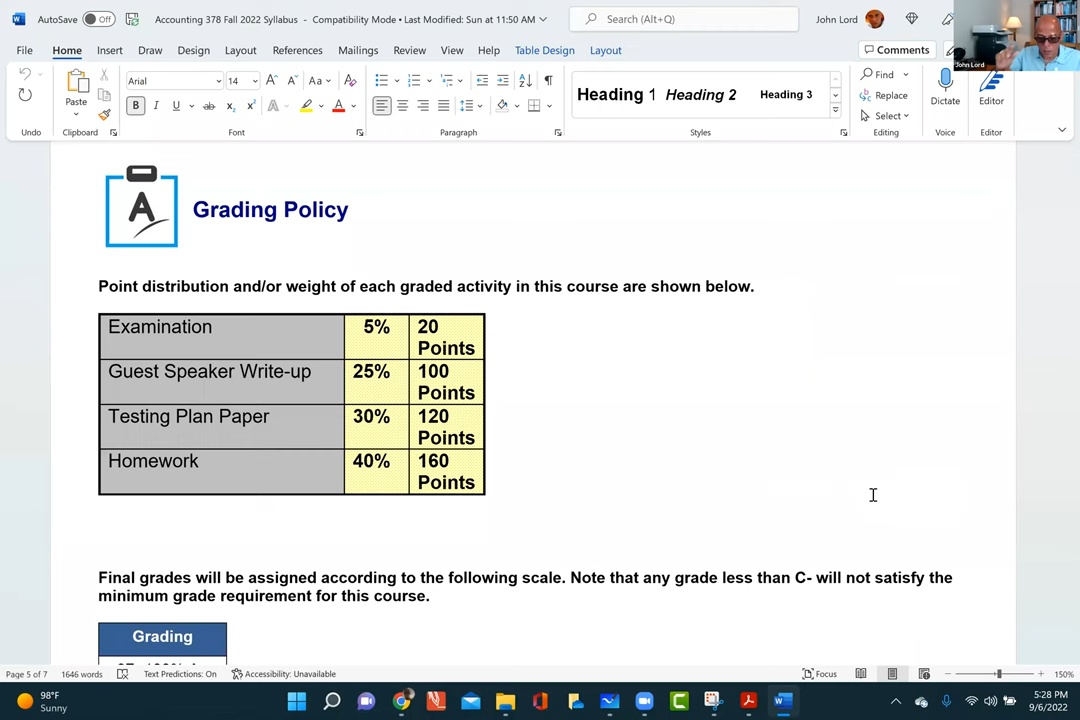 AutoSave Off Accounting 378 Fall 2022 Syllabus - Compatibility Mode • Last Modified: Sun at 11:50 AM Search (Alt+Q) John Lord
File Home Insert Draw Design Layout References Mailings Review View Help Table Design Layout Comments
John Lord
Paste
Arial 14 Aa
B I U ab x₂ x² A A
Heading 1 Heading 2 Heading 3
Find
Replace
Select
Dictate
Editor
Undo Clipboard Font Paragraph Styles Editing Voice Editor
A
Grading Policy
Point distribution and/or weight of each graded activity in this course are shown below.
Examination 5% 20 Points
Guest Speaker Write-up 25% 100 Points
Testing Plan Paper 30% 120 Points
Homework 40% 160 Points
Final grades will be assigned according to the following scale. Note that any grade less than C- will not satisfy the
minimum grade requirement for this course.
Grading
Page 5 of 7 1646 words Text Predictions: On Accessibility: Unavailable Focus 150%
98°F
Sunny
5:28 PM
9/6/2022